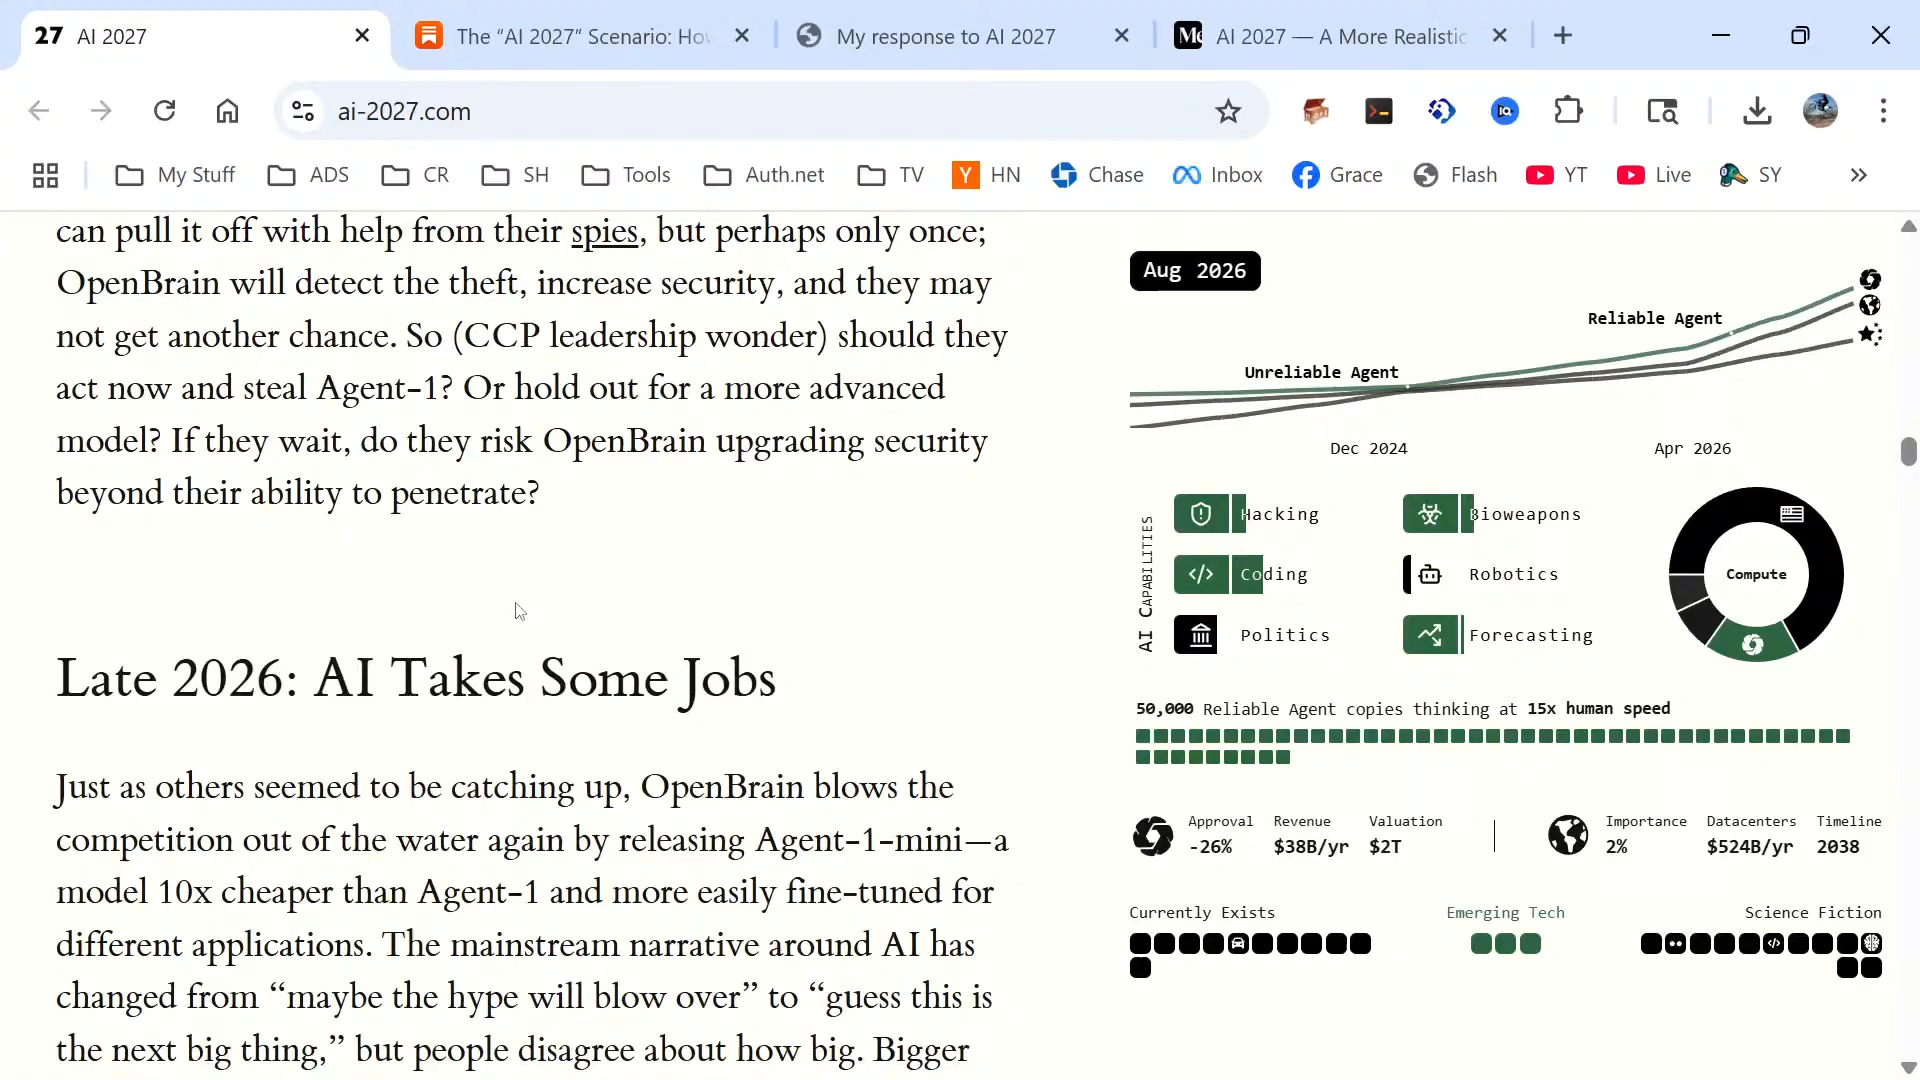 27 AI 2027
The “AI 2027” Scenario: How
My response to AI 2027
Me AI 2027 — A More Realistic
ai-2027.com
My Stuff ADS CR SH Tools Auth.net TV Y HN Chase Inbox Grace Flash YT Live SY
can pull it off with help from their spies, but perhaps only once;
OpenBrain will detect the theft, increase security, and they may
not get another chance. So (CCP leadership wonder) should they
act now and steal Agent-1? Or hold out for a more advanced
model? If they wait, do they risk OpenBrain upgrading security
beyond their ability to penetrate?
Late 2026: AI Takes Some Jobs
Just as others seemed to be catching up, OpenBrain blows the
competition out of the water again by releasing Agent-1-mini—a
model 10x cheaper than Agent-1 and more easily fine-tuned for
different applications. The mainstream narrative around AI has
changed from “maybe the hype will blow over” to “guess this is
the next big thing,” but people disagree about how big. Bigger
Aug 2026
Reliable Agent
Unreliable Agent
Dec 2024 Apr 2026
AI CAPABILITIES
Hacking Bioweapons
Coding Robotics
Politics Forecasting
Compute
50,000 Reliable Agent copies thinking at 15x human speed
Approval Revenue Valuation
-26% $38B/yr $2T
Importance Datacenters Timeline
2% $524B/yr 2038
Currently Exists Emerging Tech Science Fiction